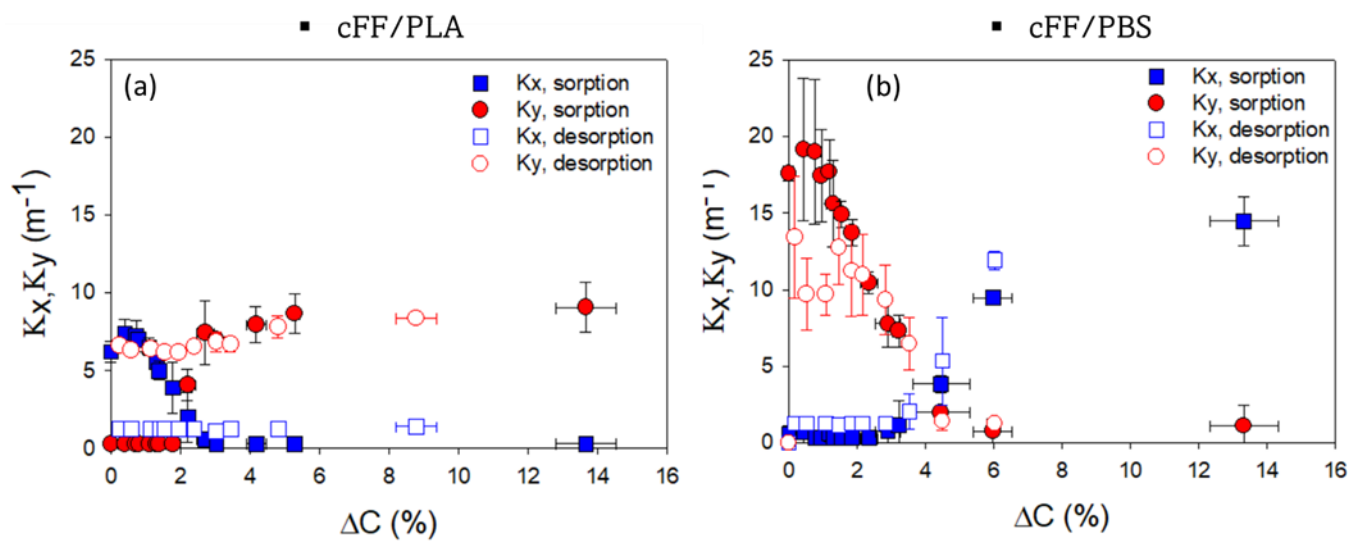 ▪ cFF/PLA
25
20
15
10
5
0
0 2 4 6 8 10 12 14 16
Kx,Ky (m⁻¹)
ΔC (%)
(a)
Kx, sorption
Ky, sorption
Kx, desorption
Ky, desorption
▪ cFF/PBS
25
20
15
10
5
0
0 2 4 6 8 10 12 14 16
Kx,Ky (m⁻')
ΔC (%)
(b)
Kx, sorption
Ky, sorption
Kx, desorption
Ky, desorption